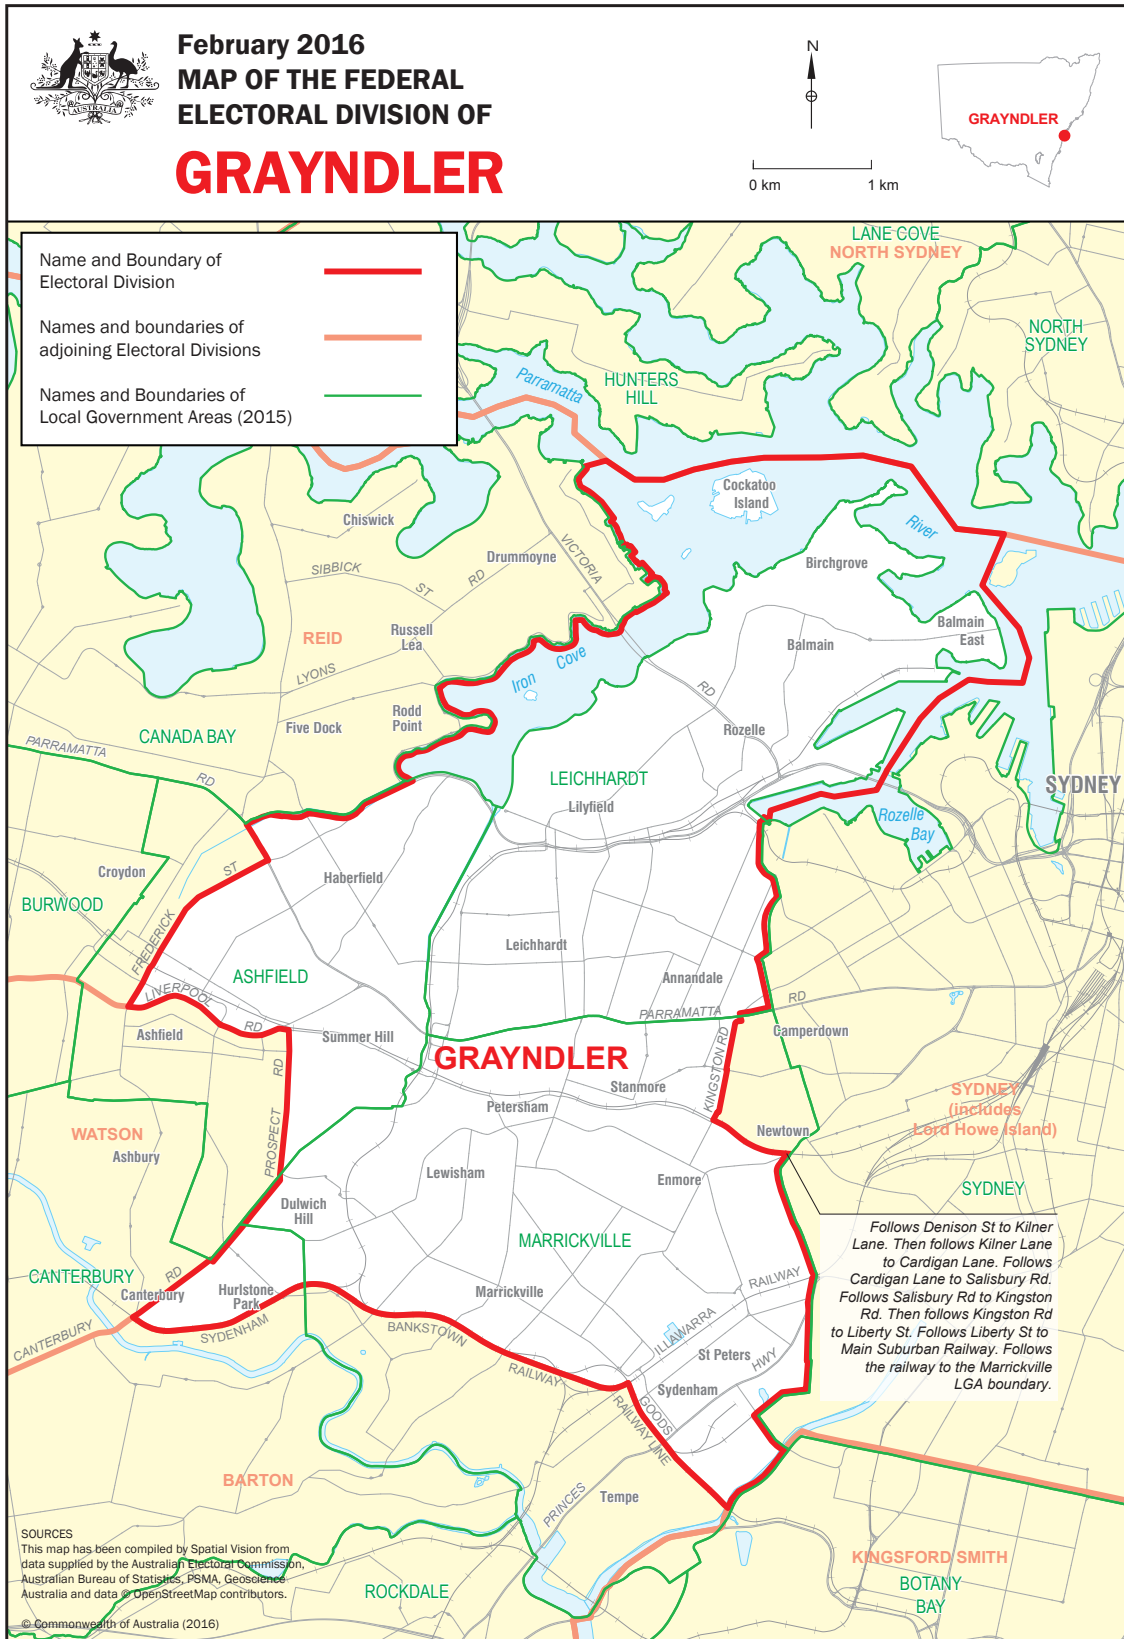 AUSTRALIA
February 2016
MAP OF THE FEDERAL
ELECTORAL DIVISION OF
GRAYNDLER
N
0 km
1 km
GRAYNDLER
Name and Boundary of
Electoral Division
Names and boundaries of
adjoining Electoral Divisions
Names and Boundaries of
Local Government Areas (2015)
LANE COVE
NORTH SYDNEY
NORTH
SYDNEY
HUNTERS
HILL
Parramatta
Cockatoo
Island
River
Chiswick
Drummoyne
VICTORIA
Birchgrove
SIBBICK
ST
RD
REID
Russell
Lea
Balmain
East
Balmain
Iron
Cove
LYONS
RD
Rodd
Point
Five Dock
Rozelle
CANADA BAY
PARRAMATTA
RD
LEICHHARDT
Lilyfield
SYDNEY
Rozelle
Bay
Croydon
ST
Haberfield
BURWOOD
FREDERICK
Leichhardt
Annandale
ASHFIELD
LIVERPOOL
RD
PARRAMATTA
RD
Ashfield
Summer Hill
Camperdown
GRAYNDLER
KINGSTON RD
RD
Stanmore
Petersham
SYDNEY
(includes
Lord Howe Island)
WATSON
Ashbury
PROSPECT
Newtown
Lewisham
Enmore
SYDNEY
Dulwich
Hill
MARRICKVILLE
Follows Denison St to Kilner
Lane. Then follows Kilner Lane
to Cardigan Lane. Follows
Cardigan Lane to Salisbury Rd.
Follows Salisbury Rd to Kingston
Rd. Then follows Kingston Rd
to Liberty St. Follows Liberty St to
Main Suburban Railway. Follows
the railway to the Marrickville
LGA boundary.
CANTERBURY
RD
Canterbury
Hurlstone
Park
Marrickville
RAILWAY
ILLAWARRA
CANTERBURY
SYDENHAM
BANKSTOWN
RAILWAY
St Peters
HWY
Sydenham
GOODS
RAILWAY LINE
BARTON
PRINCES
Tempe
KINGSFORD SMITH
BOTANY
BAY
ROCKDALE
SOURCES
This map has been compiled by Spatial Vision from
data supplied by the Australian Electoral Commission,
Australian Bureau of Statistics, PSMA, Geoscience
Australia and data © OpenStreetMap contributors.
© Commonwealth of Australia (2016)